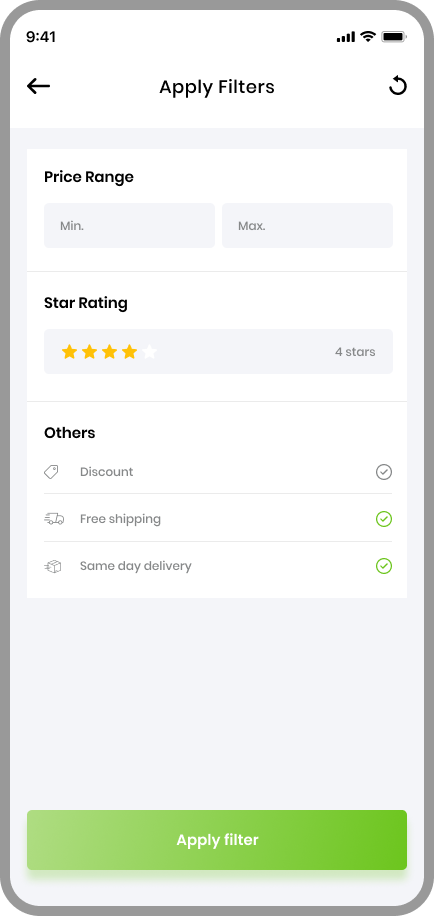 9:41
Apply Filters
Price Range
Min. Max.
Star Rating
4 stars
Others
Discount
Free shipping
Same day delivery
Apply filter